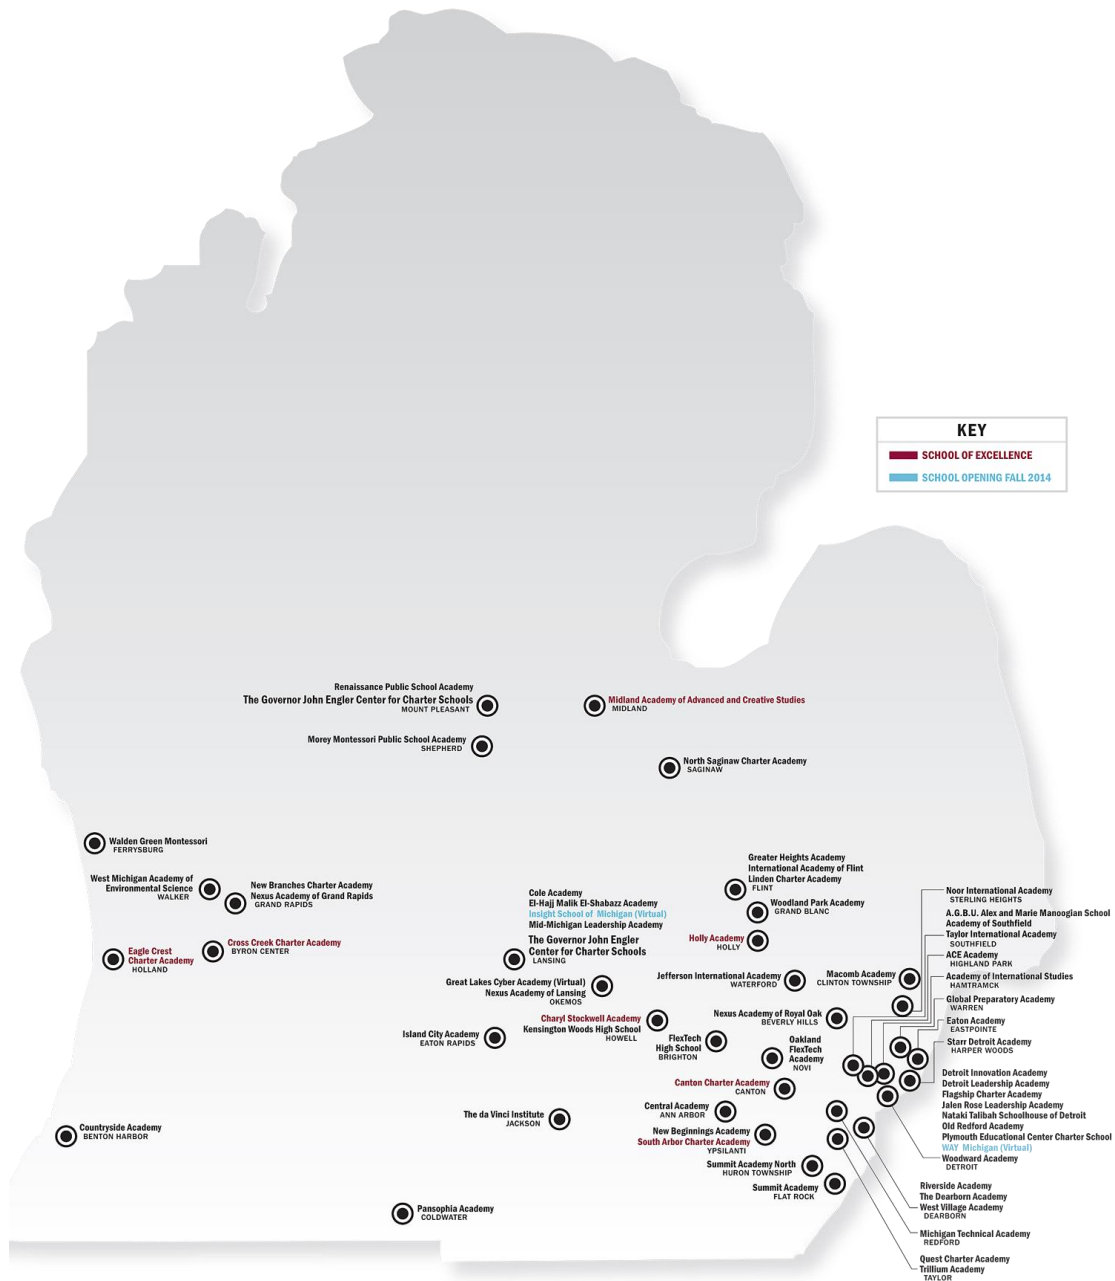 KEY
SCHOOL OF EXCELLENCE
SCHOOL OPENING FALL 2014
Renaissance Public School Academy
The Governor John Engler Center for Charter Schools
MOUNT PLEASANT
Midland Academy of Advanced and Creative Studies
MIDLAND
Morey Montessori Public School Academy
SHEPHERD
North Saginaw Charter Academy
SAGINAW
Walden Green Montessori
FERRYSBURG
West Michigan Academy of
Environmental Science
WALKER
New Branches Charter Academy
Nexus Academy of Grand Rapids
GRAND RAPIDS
Eagle Crest
Charter Academy
HOLLAND
Cross Creek Charter Academy
BYRON CENTER
Cole Academy
El-Hajj Malik El-Shabazz Academy
Insight School of Michigan (Virtual)
Mid-Michigan Leadership Academy
The Governor John Engler
Center for Charter Schools
LANSING
Great Lakes Cyber Academy (Virtual)
Nexus Academy of Lansing
OKEMOS
Greater Heights Academy
International Academy of Flint
Linden Charter Academy
FLINT
Woodland Park Academy
GRAND BLANC
Holly Academy
HOLLY
Jefferson International Academy
WATERFORD
Macomb Academy
CLINTON TOWNSHIP
Nexus Academy of Royal Oak
BEVERLY HILLS
Charyl Stockwell Academy
Kensington Woods High School
HOWELL
Island City Academy
EATON RAPIDS
FlexTech
High School
BRIGHTON
Oakland
FlexTech
Academy
NOVI
Canton Charter Academy
CANTON
Central Academy
ANN ARBOR
The da Vinci Institute
JACKSON
New Beginnings Academy
South Arbor Charter Academy
YPSILANTI
Countryside Academy
BENTON HARBOR
Summit Academy North
HURON TOWNSHIP
Summit Academy
FLAT ROCK
Pansophia Academy
COLDWATER
Noor International Academy
STERLING HEIGHTS
A.G.B.U. Alex and Marie Manoogian School
Academy of Southfield
Taylor International Academy
SOUTHFIELD
ACE Academy
HIGHLAND PARK
Academy of International Studies
HAMTRAMCK
Global Preparatory Academy
WARREN
Eaton Academy
EASTPOINTE
Starr Detroit Academy
HARPER WOODS
Detroit Innovation Academy
Detroit Leadership Academy
Flagship Charter Academy
Jalen Rose Leadership Academy
Nataki Talibah Schoolhouse of Detroit
Old Redford Academy
Plymouth Educational Center Charter School
WAY Michigan (Virtual)
Woodward Academy
DETROIT
Riverside Academy
The Dearborn Academy
West Village Academy
DEARBORN
Michigan Technical Academy
REDFORD
Quest Charter Academy
Trillium Academy
TAYLOR